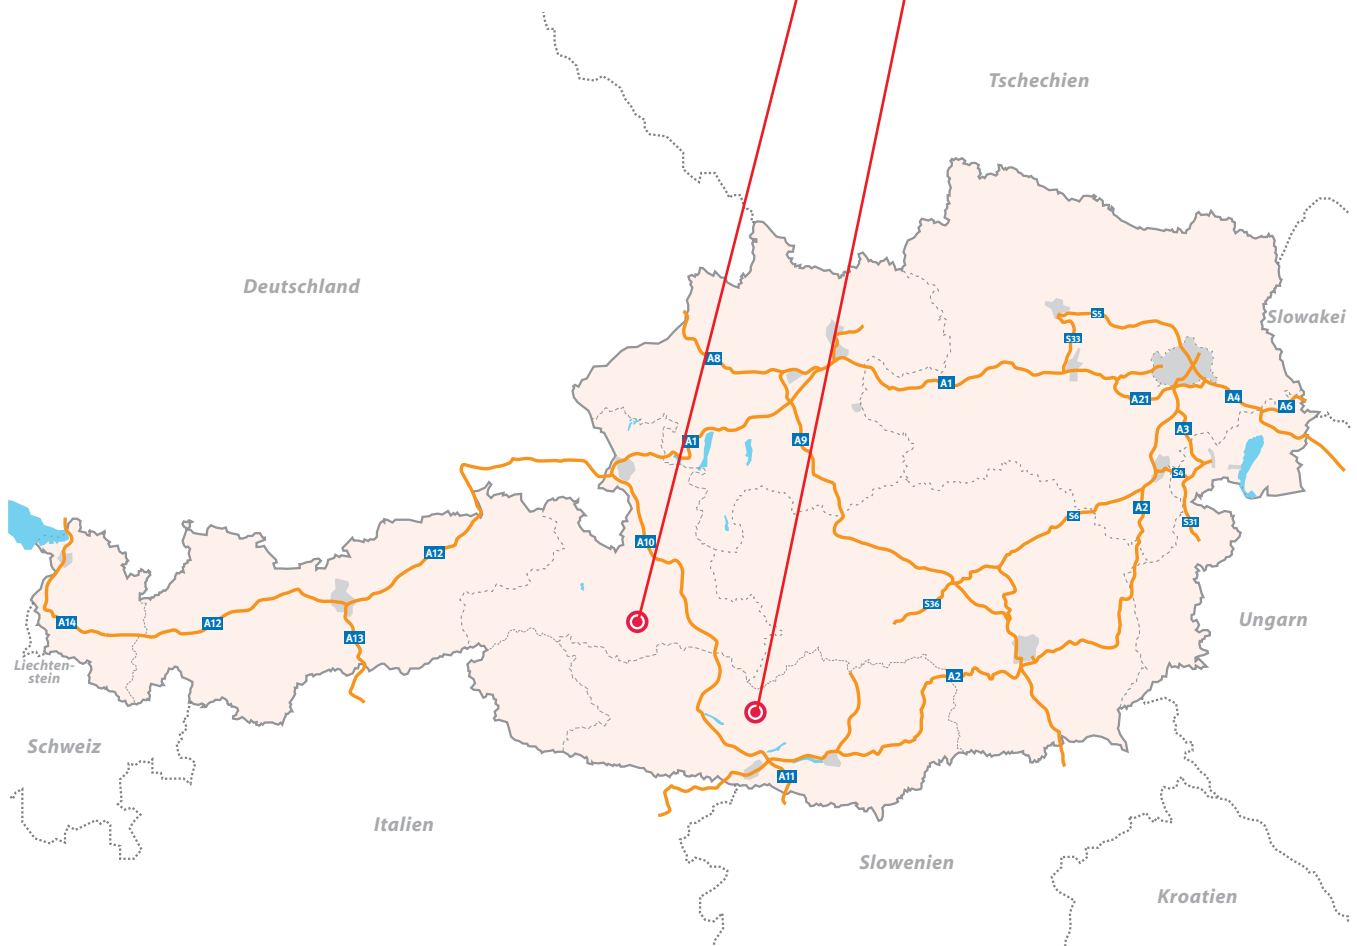 Tschechien
Deutschland
Slowakei
S5
S33
A8
A1
A21
A4
A6
A3
A1
A9
S4
A2
S6
S31
A10
A12
S36
A14
A12
A13
Ungarn
Liechten-
stein
A2
Schweiz
A11
Italien
Slowenien
Kroatien